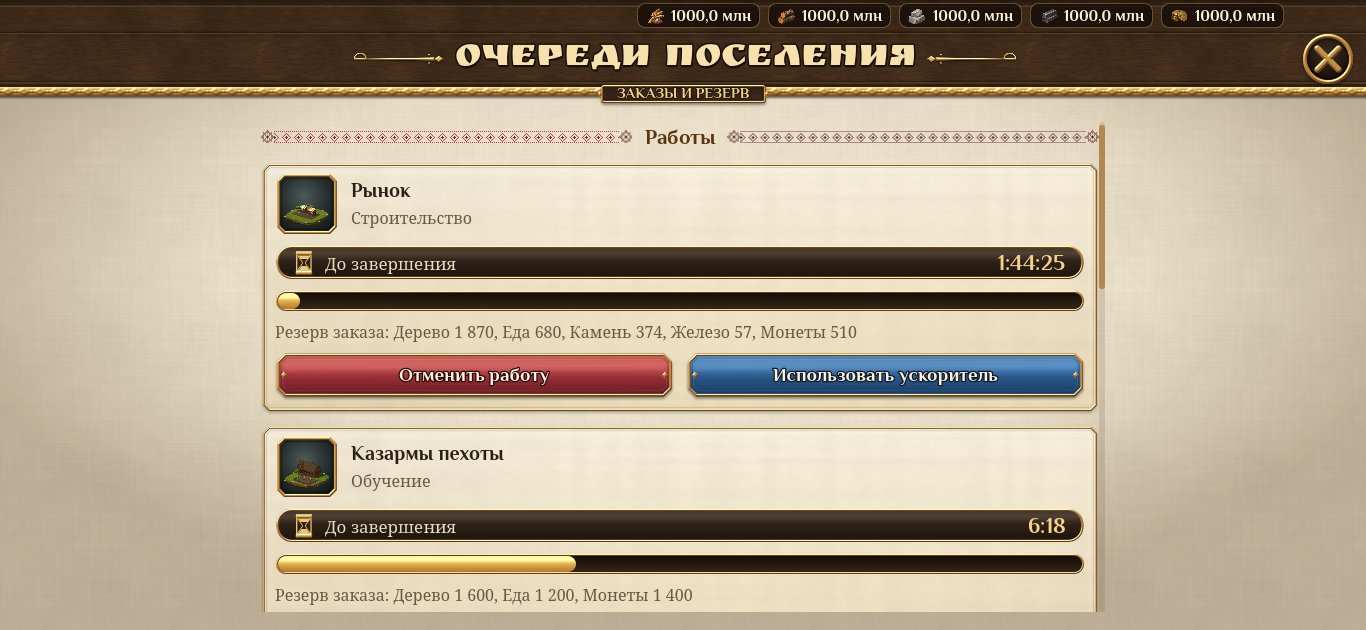 1000,0 млн 1000,0 млн 1000,0 млн 1000,0 млн 1000,0 млн
ОЧЕРЕДИ ПОСЕЛЕНИЯ
ЗАКАЗЫ И РЕЗЕРВ
Работы
Рынок
Строительство
До завершения 1:44:25
Резерв заказа: Дерево 1 870, Еда 680, Камень 374, Железо 57, Монеты 510
Отменить работу Использовать ускоритель
Казармы пехоты
Обучение
До завершения 6:18
Резерв заказа: Дерево 1 600, Еда 1 200, Монеты 1 400